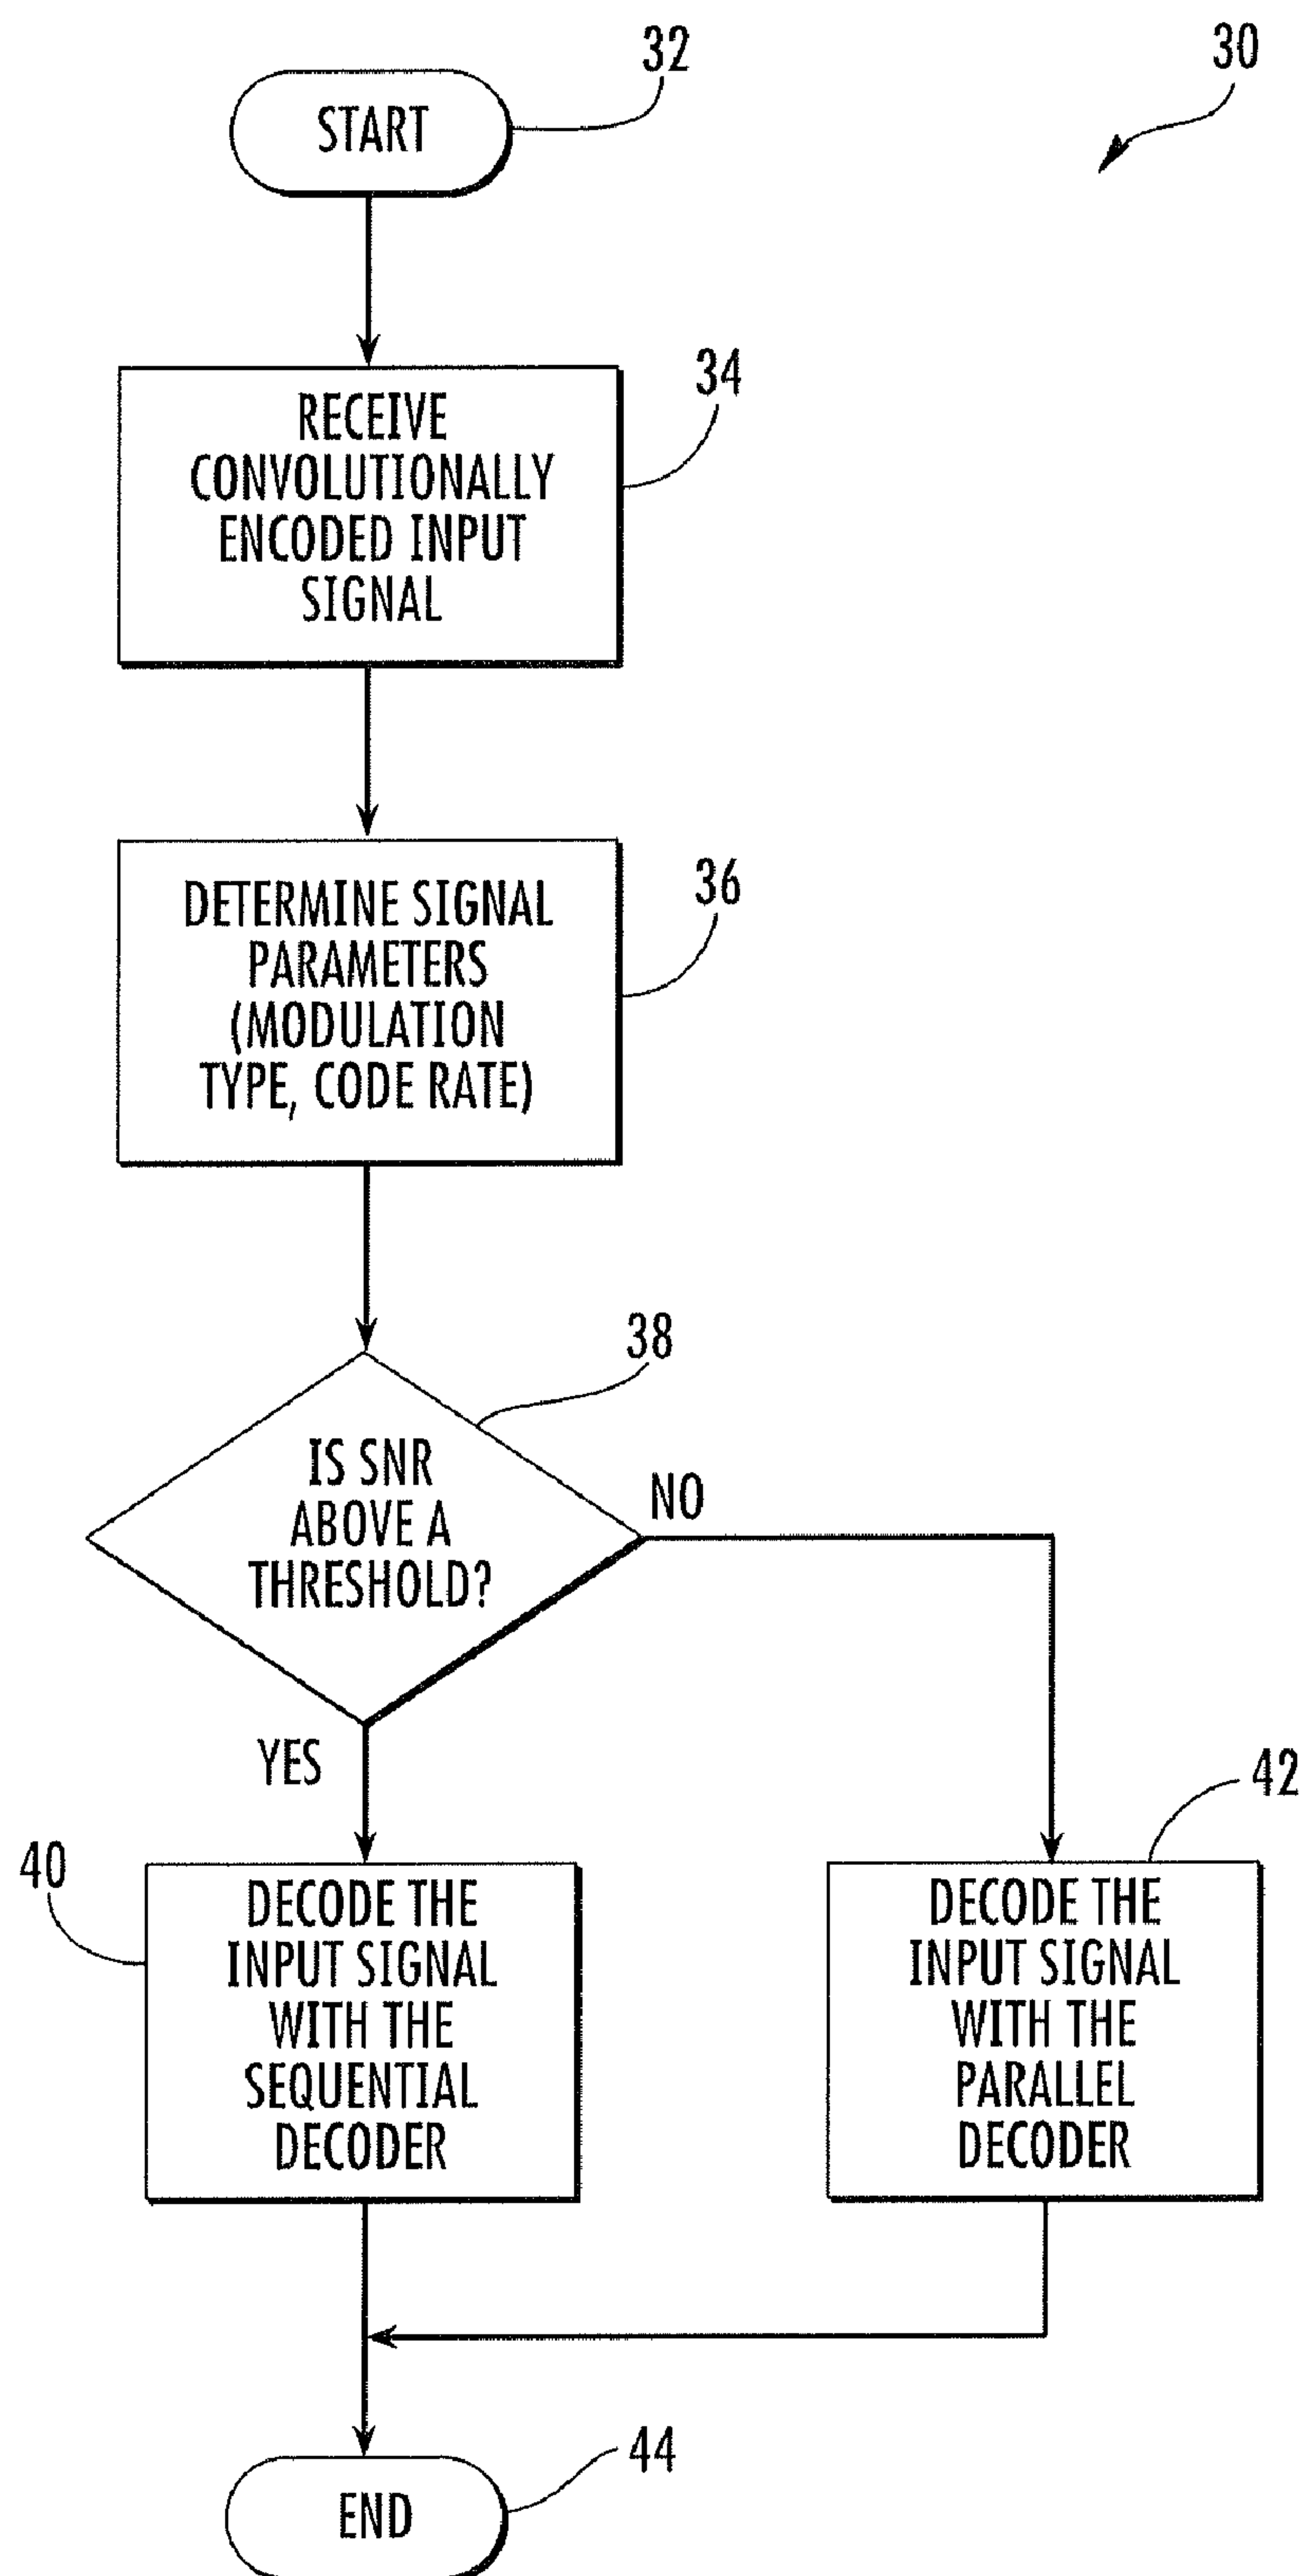 32
30
START
34
RECEIVE
CONVOLUTIONALLY
ENCODED INPUT
SIGNAL
36
DETERMINE SIGNAL
PARAMETERS
(MODULATION
TYPE, CODE RATE)
38
IS SNR
ABOVE A
THRESHOLD?
NO
YES
40
DECODE THE
INPUT SIGNAL
WITH THE
SEQUENTIAL
DECODER
42
DECODE THE
INPUT SIGNAL
WITH THE
PARALLEL
DECODER
44
END